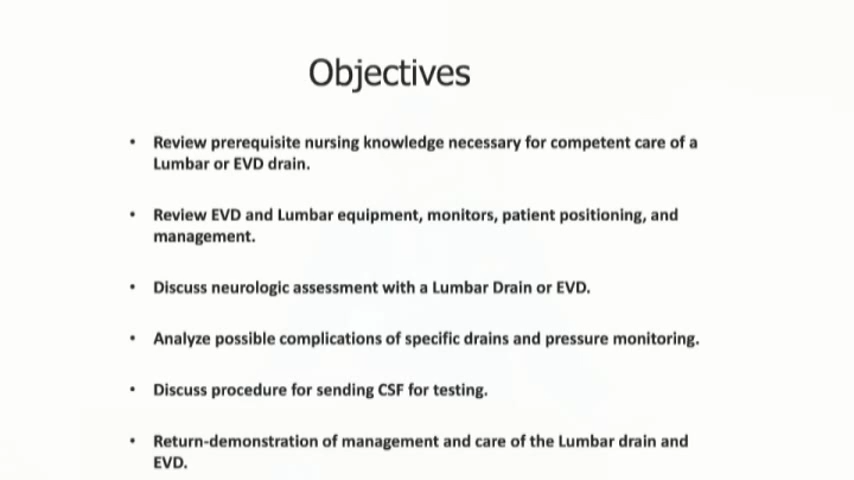 Objectives
• Review prerequisite nursing knowledge necessary for competent care of a
Lumbar or EVD drain.
• Review EVD and Lumbar equipment, monitors, patient positioning, and
management.
• Discuss neurologic assessment with a Lumbar Drain or EVD.
• Analyze possible complications of specific drains and pressure monitoring.
• Discuss procedure for sending CSF for testing.
• Return-demonstration of management and care of the Lumbar drain and
EVD.